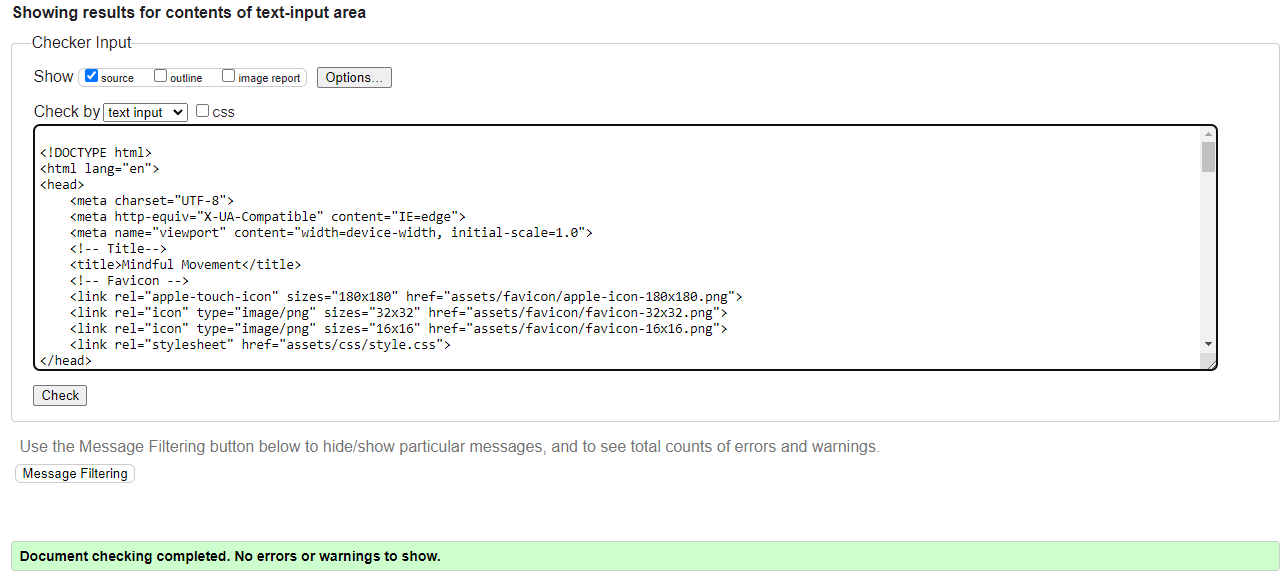 Showing results for contents of text-input area
Checker Input
Show source outline image report Options...
Check by text input css
<!DOCTYPE html>
<html lang="en">
<head>
    <meta charset="UTF-8">
    <meta http-equiv="X-UA-Compatible" content="IE=edge">
    <meta name="viewport" content="width=device-width, initial-scale=1.0">
    <!-- Title-->
    <title>Mindful Movement</title>
    <!-- Favicon -->
    <link rel="apple-touch-icon" sizes="180x180" href="assets/favicon/apple-icon-180x180.png">
    <link rel="icon" type="image/png" sizes="32x32" href="assets/favicon/favicon-32x32.png">
    <link rel="icon" type="image/png" sizes="16x16" href="assets/favicon/favicon-16x16.png">
    <link rel="stylesheet" href="assets/css/style.css">
</head>
Check
Use the Message Filtering button below to hide/show particular messages, and to see total counts of errors and warnings.
Message Filtering
Document checking completed. No errors or warnings to show.